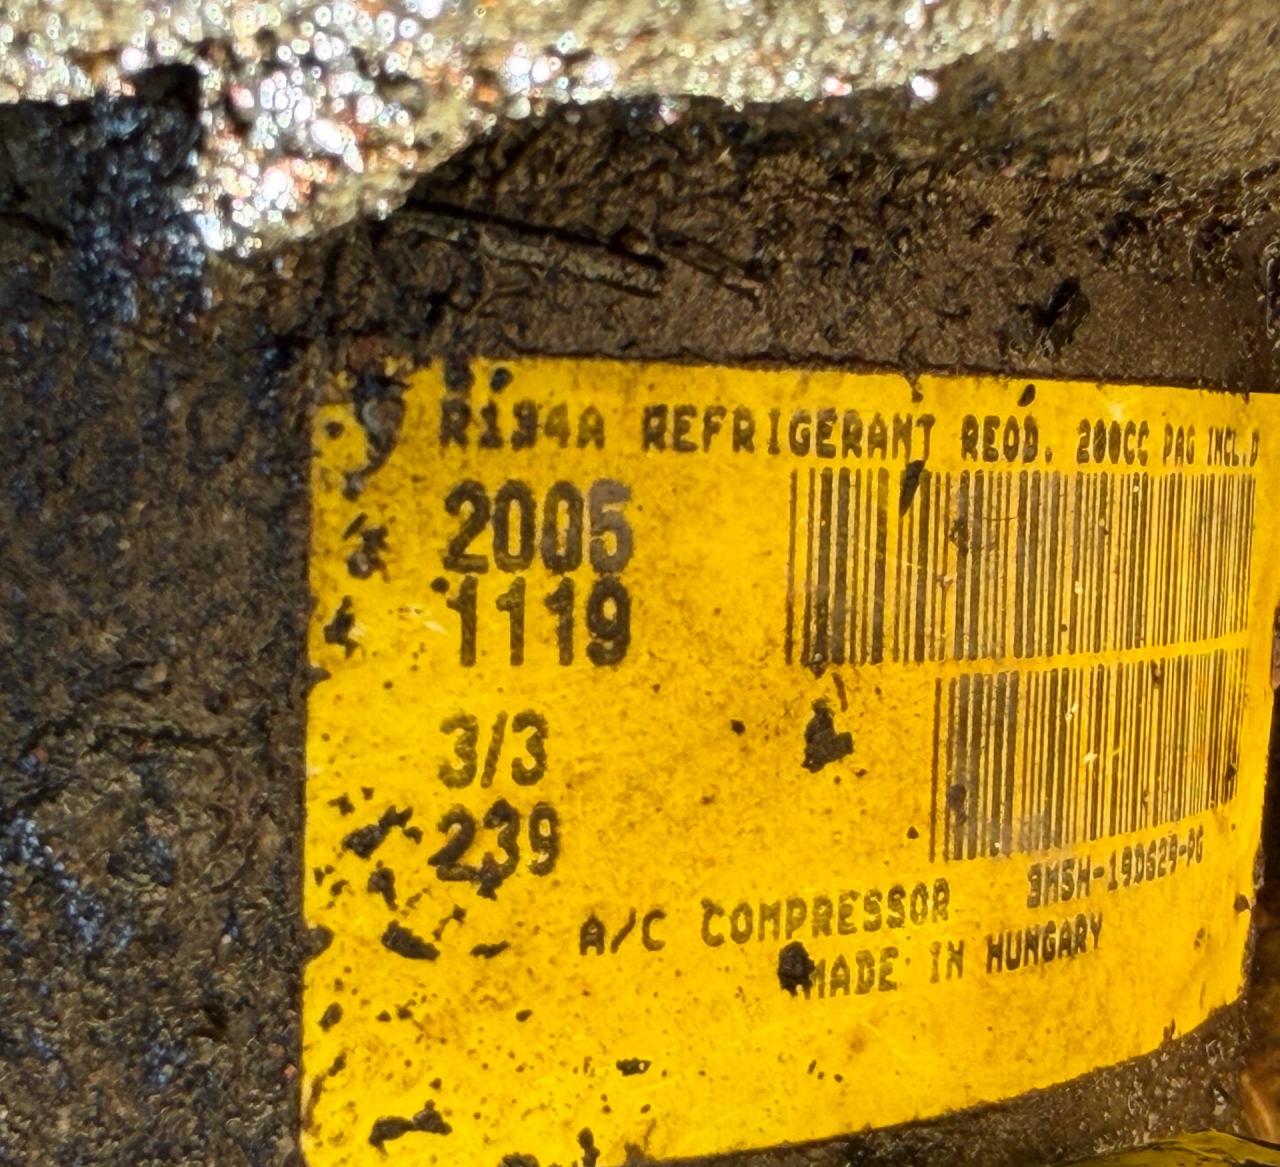 R134A REFRIGERANT REQD. 200CC PAG INCL.D
2005
1119
3/3
239
A/C COMPRESSOR 3M5H-19D629-PG
MADE IN HUNGARY